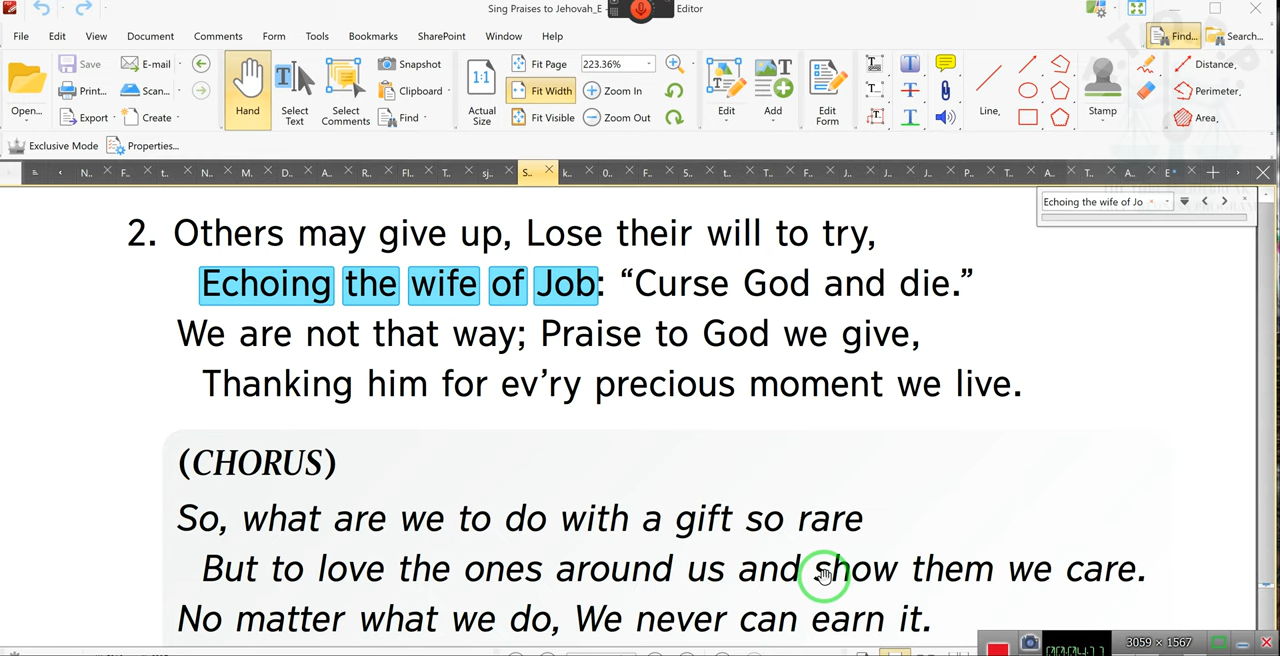 Sing Praises to Jehovah_E
Editor
File Edit View Document Comments Form Tools Bookmarks SharePoint Window Help
Find... Search...
Open... Save Print... Export E-mail Scan... Create
Hand Select Text Select Comments Snapshot Clipboard Find
Actual Size 1:1 Fit Page Fit Width Fit Visible 223.36% Zoom In Zoom Out
Edit Add Edit Form Line, Stamp Distance, Perimeter, Area,
Exclusive Mode Properties...
N.. F.. t.. N.. M. D.. A.. R.. Fl.. T.. sj.. S.. k.. 0.. F.. 5.. t.. T.. F.. J.. J.. J.. P.. T.. A.. T.. A.. E
Echoing the wife of Jo
2. Others may give up, Lose their will to try,
Echoing the wife of Job: “Curse God and die.”
We are not that way; Praise to God we give,
Thanking him for ev’ry precious moment we live.
(CHORUS)
So, what are we to do with a gift so rare
But to love the ones around us and show them we care.
No matter what we do, We never can earn it.
3059 × 1567